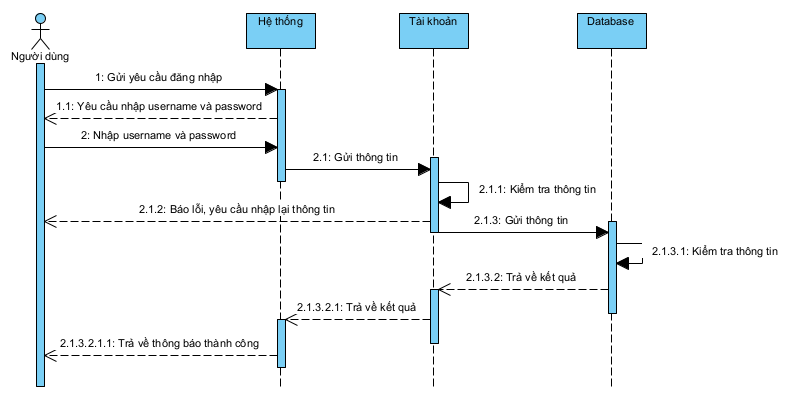 Hệ thống
Tài khoản
Database
Người dùng
1: Gửi yêu cầu đăng nhập
1.1: Yêu cầu nhập username và password
2: Nhập username và password
2.1: Gửi thông tin
2.1.1: Kiểm tra thông tin
2.1.2: Báo lỗi, yêu cầu nhập lại thông tin
2.1.3: Gửi thông tin
2.1.3.1: Kiểm tra thông tin
2.1.3.2: Trả về kết quả
2.1.3.2.1: Trả về kết quả
2.1.3.2.1.1: Trả về thông báo thành công